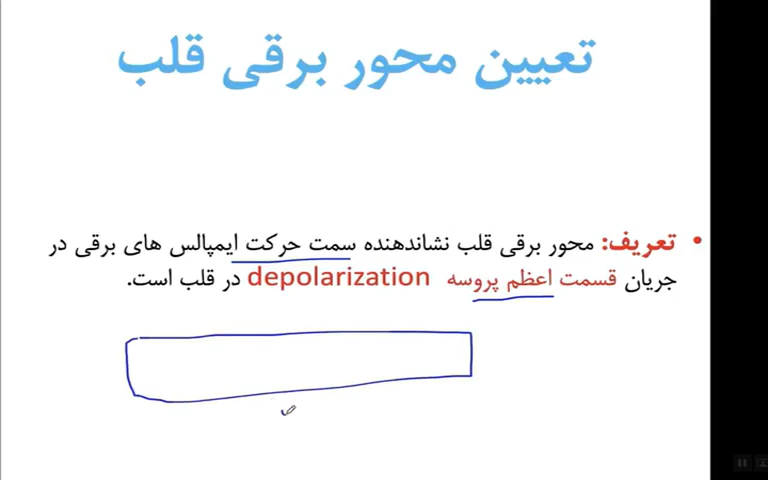 تعیین محور برقی قلب
• تعریف: محور برقی قلب نشاندهنده سمت حرکت ایمپالس های برقی در
جریان قسمت اعظم پروسه depolarization در قلب است.